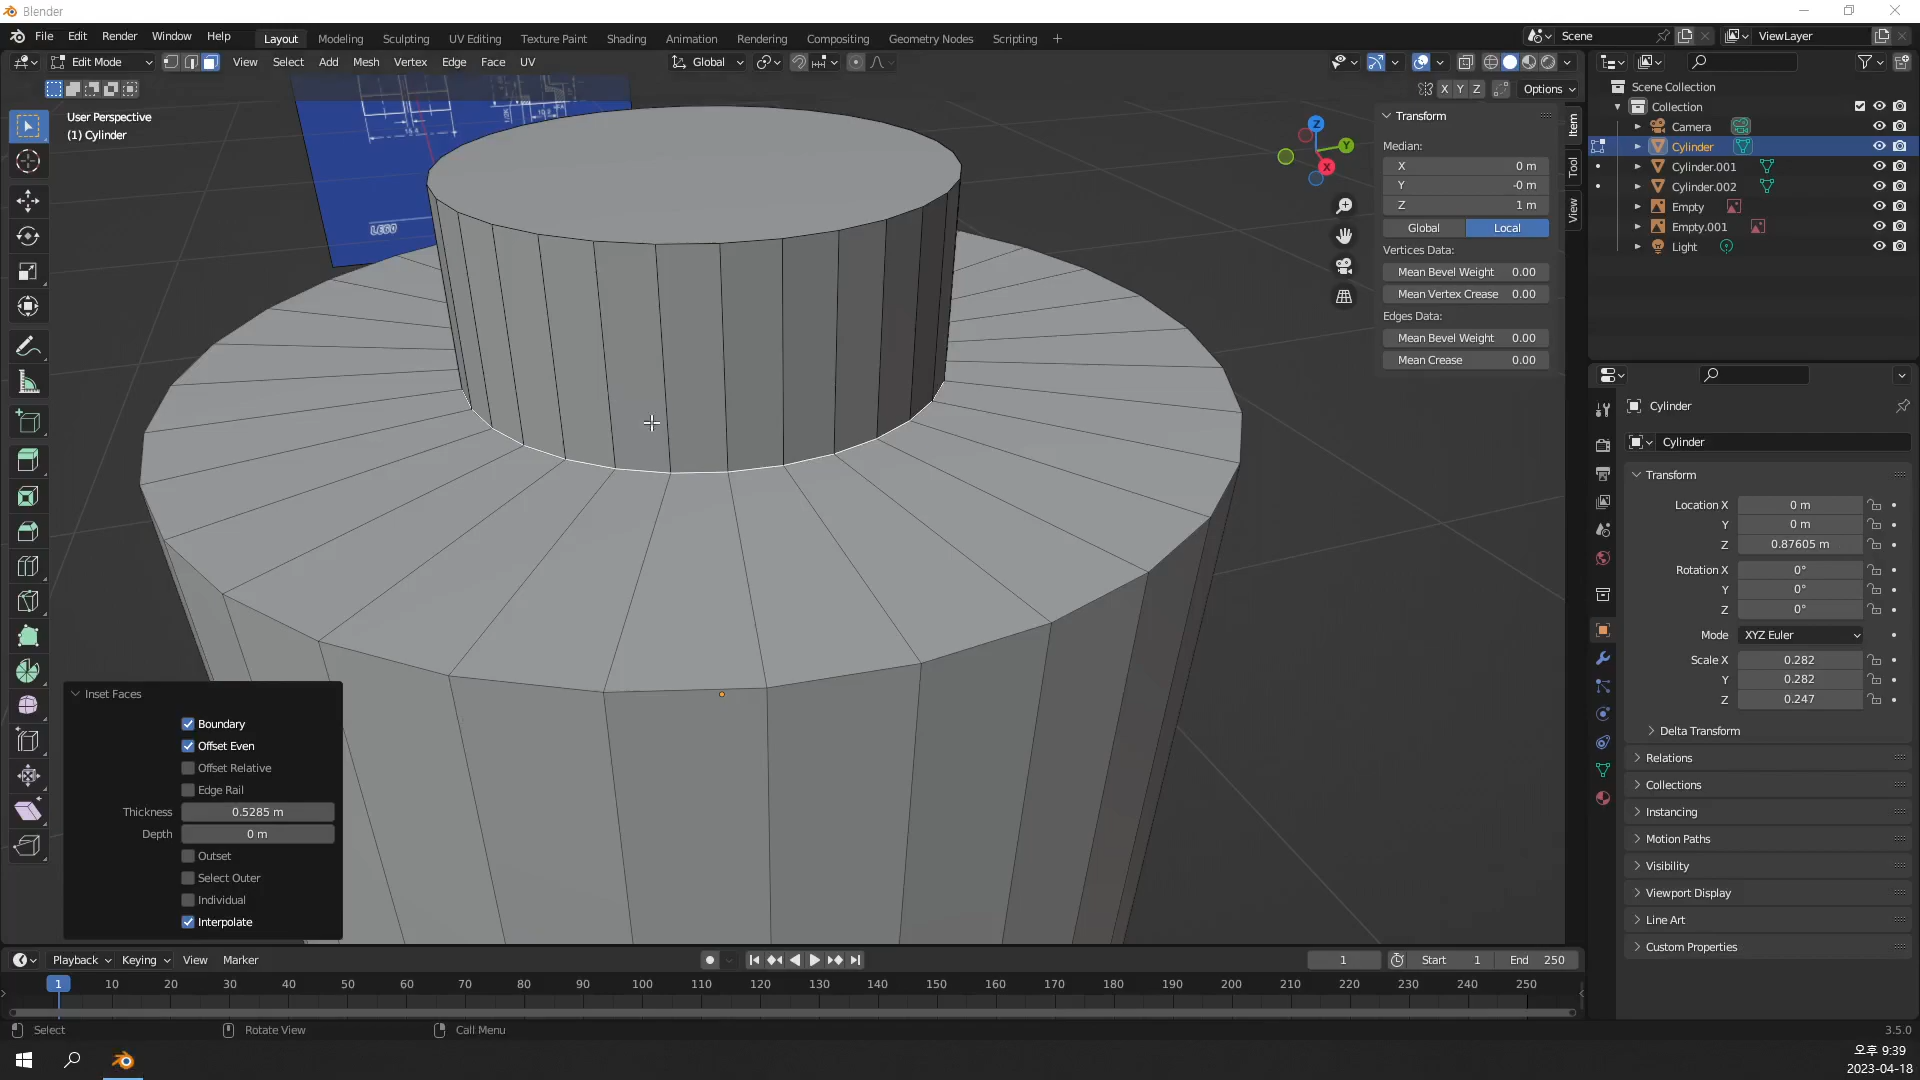 Blender
File Edit Render Window Help
Layout Modeling Sculpting UV Editing Texture Paint Shading Animation Rendering Compositing Geometry Nodes Scripting +
Scene
ViewLayer
Edit Mode View Select Add Mesh Vertex Edge Face UV
Global
X Y Z Options
User Perspective
(1) Cylinder
LEGO
Z
Y
X
Transform
Median:
X 0 m
Y -0 m
Z 1 m
Global Local
Vertices Data:
Mean Bevel Weight 0.00
Mean Vertex Crease 0.00
Edges Data:
Mean Bevel Weight 0.00
Mean Crease 0.00
Item
Tool
View
Scene Collection
Collection
Camera
Cylinder
Cylinder.001
Cylinder.002
Empty
Empty.001
Light
Cylinder
Cylinder
Transform
Location X 0 m
Y 0 m
Z 0.87605 m
Rotation X 0°
Y 0°
Z 0°
Mode XYZ Euler
Scale X 0.282
Y 0.282
Z 0.247
Delta Transform
Relations
Collections
Instancing
Motion Paths
Visibility
Viewport Display
Line Art
Custom Properties
Inset Faces
Boundary
Offset Even
Offset Relative
Edge Rail
Thickness 0.5285 m
Depth 0 m
Outset
Select Outer
Individual
Interpolate
Playback Keying View Marker
1 Start 1 End 250
1 10 20 30 40 50 60 70 80 90 100 110 120 130 140 150 160 170 180 190 200 210 220 230 240 250
Select Rotate View Call Menu
3.5.0
오후 9:39
2023-04-18